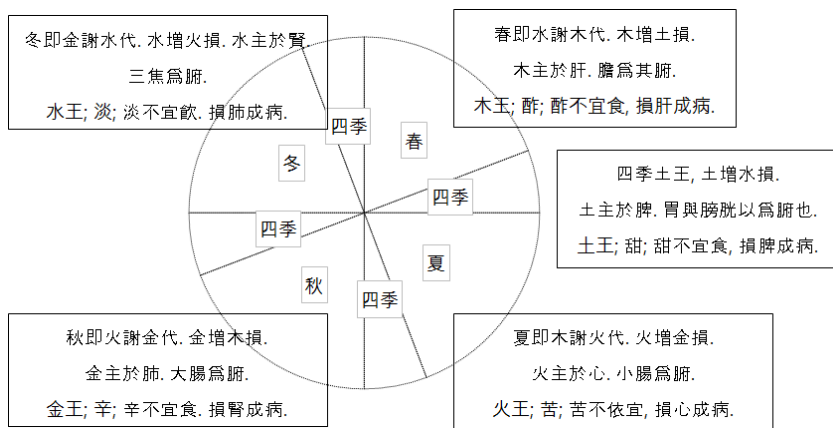 冬即金謝水代. 水增火損. 水主於腎.
三焦爲腑.
水王; 淡; 淡不宜飮. 損肺成病.
春即水謝木代. 木增土損.
木主於肝. 膽爲其腑.
木王; 酢; 酢不宜食, 損肝成病.
四季
春
冬
四季
四季土王, 土增水損.
土主於脾. 胃與膀胱以爲腑也.
土王; 甜; 甜不宜食, 損脾成病.
四季
夏
秋
四季
秋即火謝金代. 金增木損.
金主於肺. 大腸爲腑.
金王; 辛; 辛不宜食. 損腎成病.
夏即木謝火代. 火增金損.
火主於心. 小腸爲腑.
火王; 苦; 苦不依宜, 損心成病.